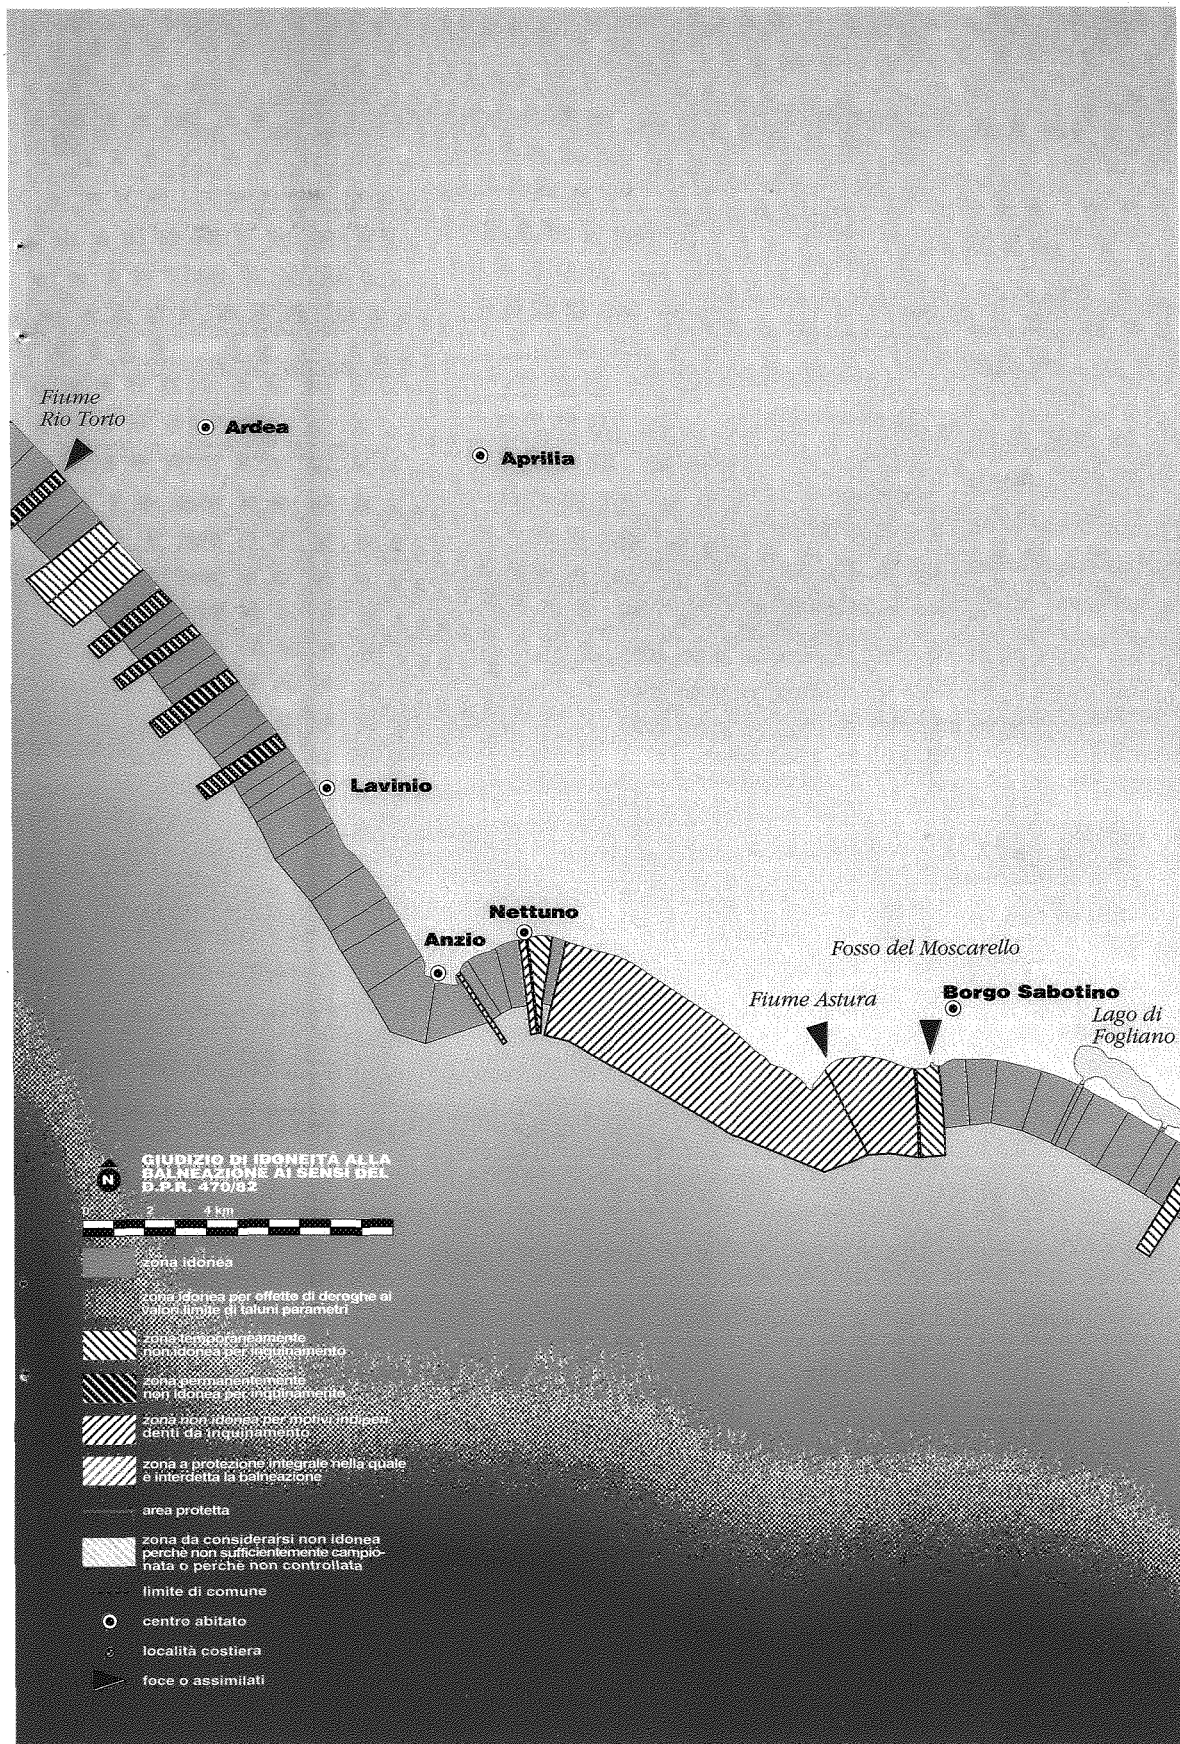 Fiume
Rio Torto
Ardea
Aprilia
Lavinio
Nettuno
Anzio
Fosso del Moscarello
Fiume Astura
Borgo Sabotino
Lago di
Fogliano
N
GIUDIZIO DI IDONEITÀ ALLA
BALNEAZIONE AI SENSI DEL
D.P.R. 470/82
0 2 4 km
zona idonea
zona idonea per effetto di deroghe ai
valori limite di taluni parametri
zona temporaneamente
non idonea per inquinamento
zona permanentemente
non idonea per inquinamento
zona non idonea per motivi indipen-
denti da inquinamento
zona a protezione integrale nella quale
è interdetta la balneazione
area protetta
zona da considerarsi non idonea
perchè non sufficientemente campio-
nata o perchè non controllata
limite di comune
centro abitato
località costiera
foce o assimilati